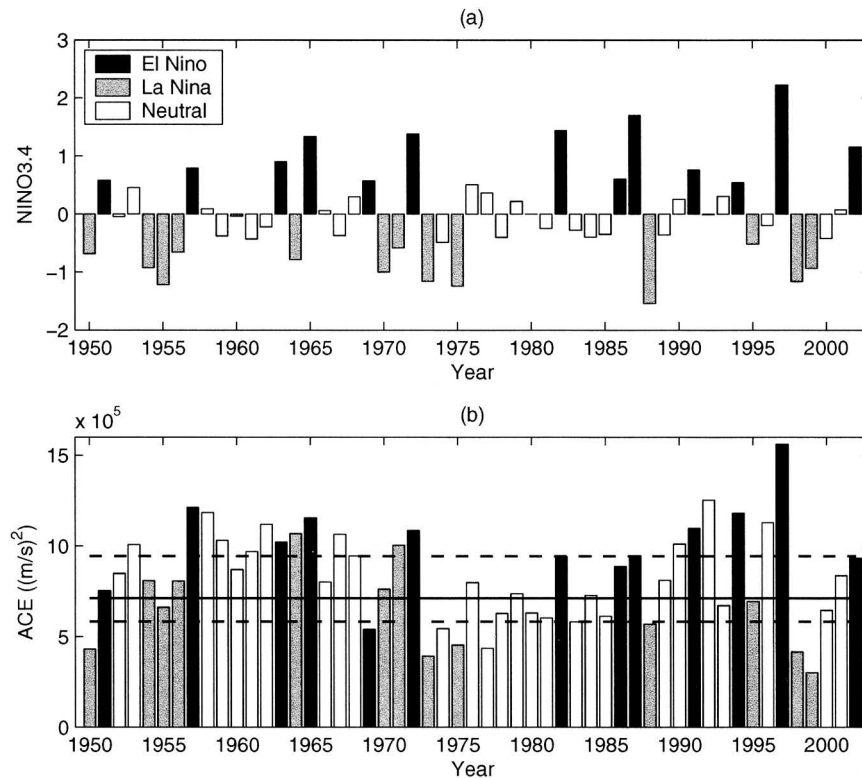 (a)
3
2
1
0
−1
−2
NINO3.4
El Nino
La Nina
Neutral
1950 1955 1960 1965 1970 1975 1980 1985 1990 1995 2000
Year
(b)
x 10^5
15
10
5
0
ACE ((m/s)^2)
1950 1955 1960 1965 1970 1975 1980 1985 1990 1995 2000
Year